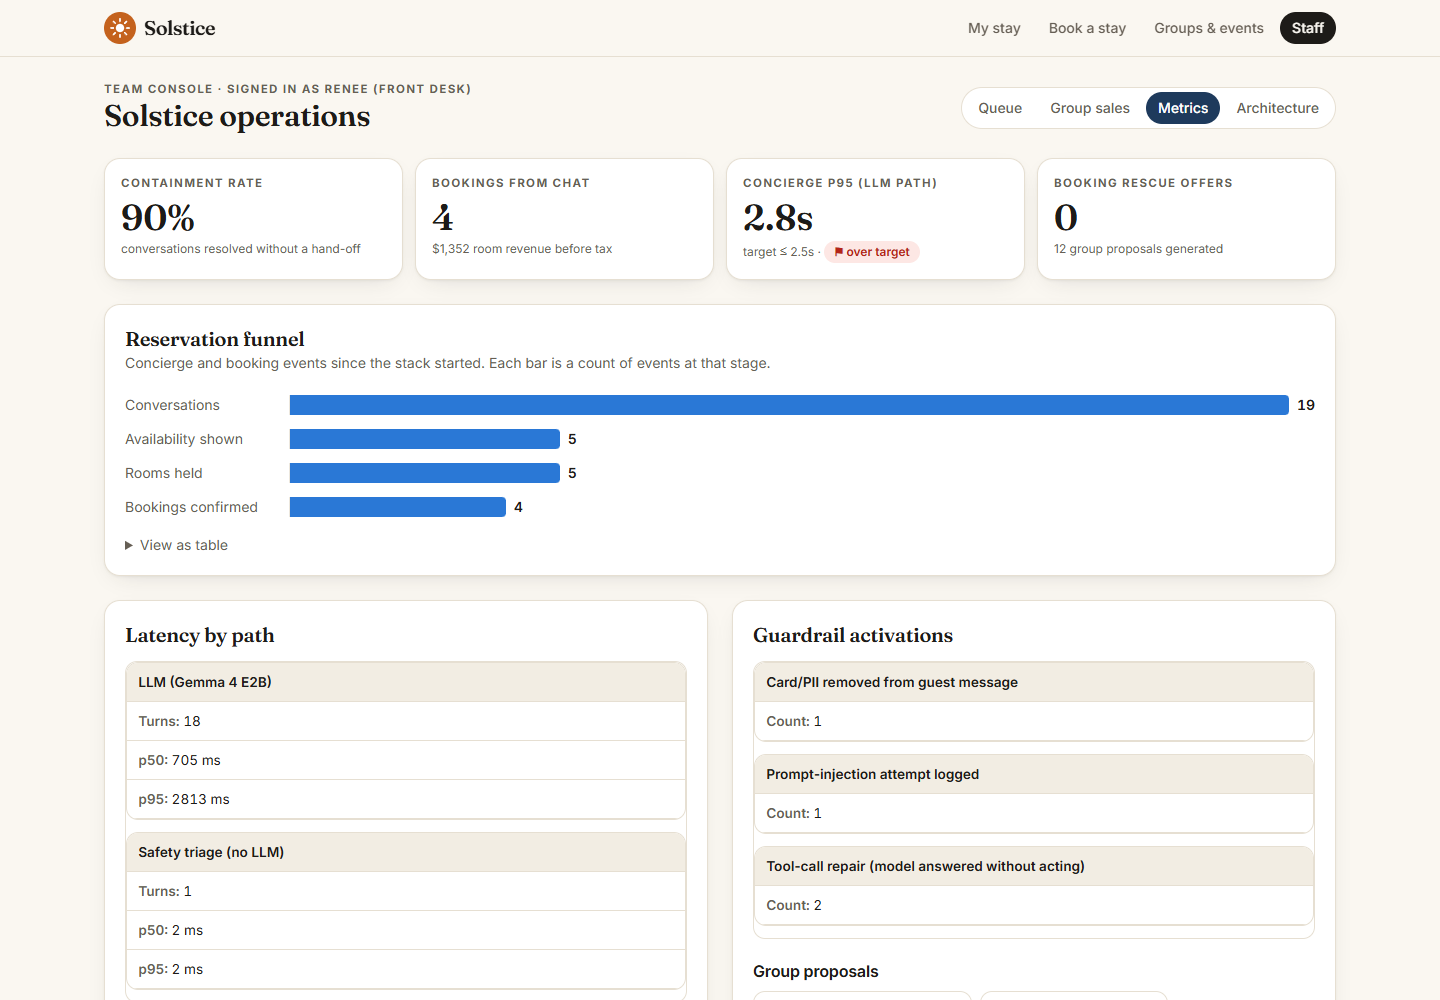 Solstice
My stay
Book a stay
Groups & events
Staff
TEAM CONSOLE · SIGNED IN AS RENEE (FRONT DESK)
Solstice operations
Queue
Group sales
Metrics
Architecture
CONTAINMENT RATE
90%
conversations resolved without a hand-off
BOOKINGS FROM CHAT
4
$1,352 room revenue before tax
CONCIERGE P95 (LLM PATH)
2.8s
target ≤ 2.5s · over target
BOOKING RESCUE OFFERS
0
12 group proposals generated
Reservation funnel
Concierge and booking events since the stack started. Each bar is a count of events at that stage.
Conversations 19
Availability shown 5
Rooms held 5
Bookings confirmed 4
View as table
Latency by path
LLM (Gemma 4 E2B)
Turns: 18
p50: 705 ms
p95: 2813 ms
Safety triage (no LLM)
Turns: 1
p50: 2 ms
p95: 2 ms
Guardrail activations
Card/PII removed from guest message
Count: 1
Prompt-injection attempt logged
Count: 1
Tool-call repair (model answered without acting)
Count: 2
Group proposals